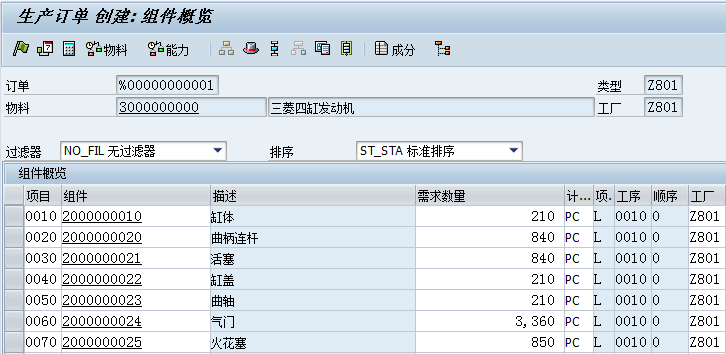 生产订单 创建: 组件概览
物料 能力 成分
订单 %00000000001 类型 Z801
物料 3000000000 三菱四缸发动机 工厂 Z801
过滤器 NO_FIL 无过滤器 排序 ST_STA 标准排序
组件概览
项目 组件 描述 需求数量 计... 项. 工序 顺序 工厂
0010 2000000010 缸体 210 PC L 0010 0 Z801
0020 2000000020 曲柄连杆 840 PC L 0010 0 Z801
0030 2000000021 活塞 840 PC L 0010 0 Z801
0040 2000000022 缸盖 210 PC L 0010 0 Z801
0050 2000000023 曲轴 210 PC L 0010 0 Z801
0060 2000000024 气门 3,360 PC L 0010 0 Z801
0070 2000000025 火花塞 850 PC L 0010 0 Z801